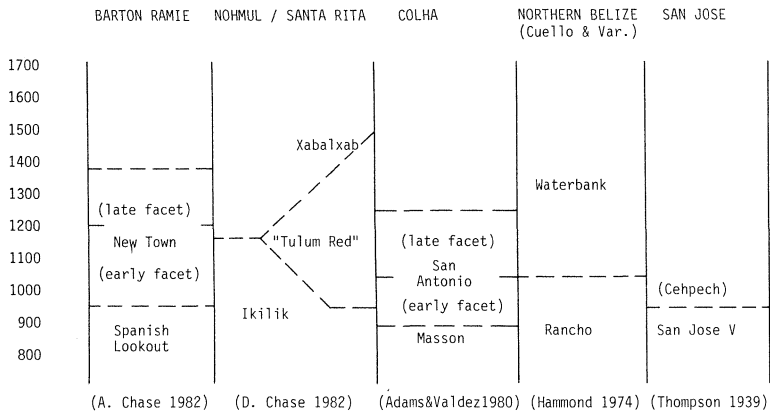 BARTON RAMIE NOHMUL / SANTA RITA COLHA NORTHERN BELIZE SAN JOSE
(Cuello & Var.)
1700
1600
1500
Xabalxab
1400
1300
Waterbank
(late facet)
1200
New Town "Tulum Red" (late facet)
1100
San
(early facet) Antonio
1000
(Cehpech)
(early facet)
Ikilik
900
Spanish Rancho San Jose V
Masson
Lookout
800
(A. Chase 1982) (D. Chase 1982) (Adams&Valdez1980) (Hammond 1974) (Thompson 1939)